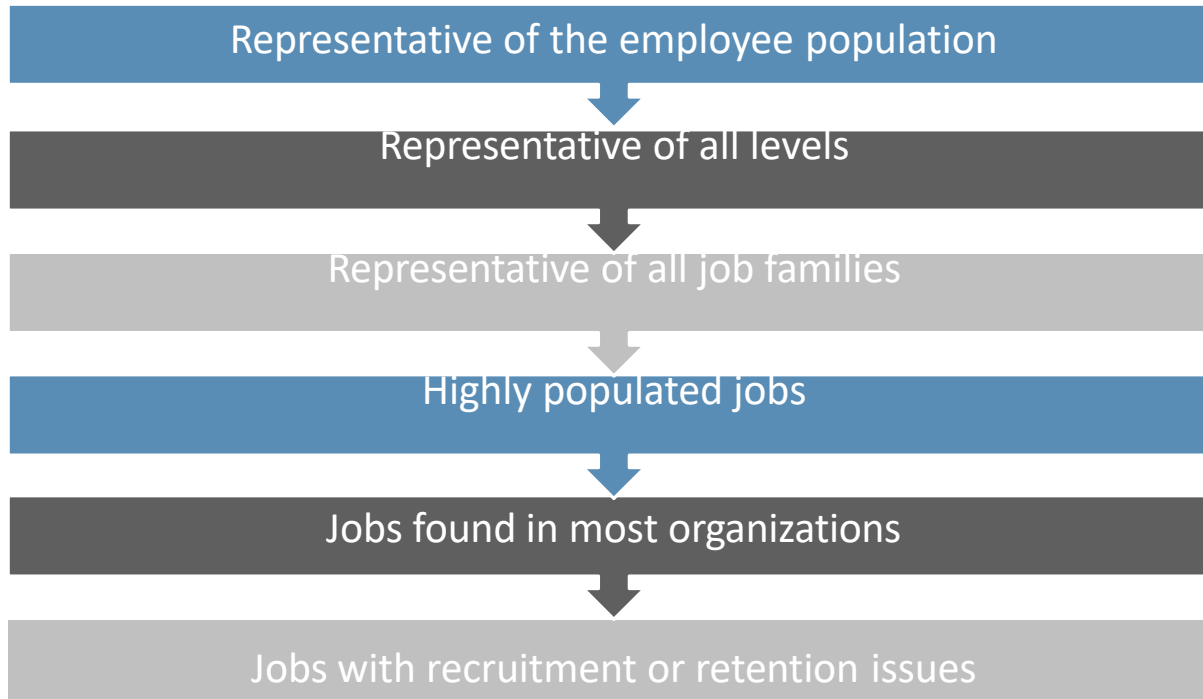 Representative of the employee population
Representative of all levels
Representative of all job families
Highly populated jobs
Jobs found in most organizations
Jobs with recruitment or retention issues